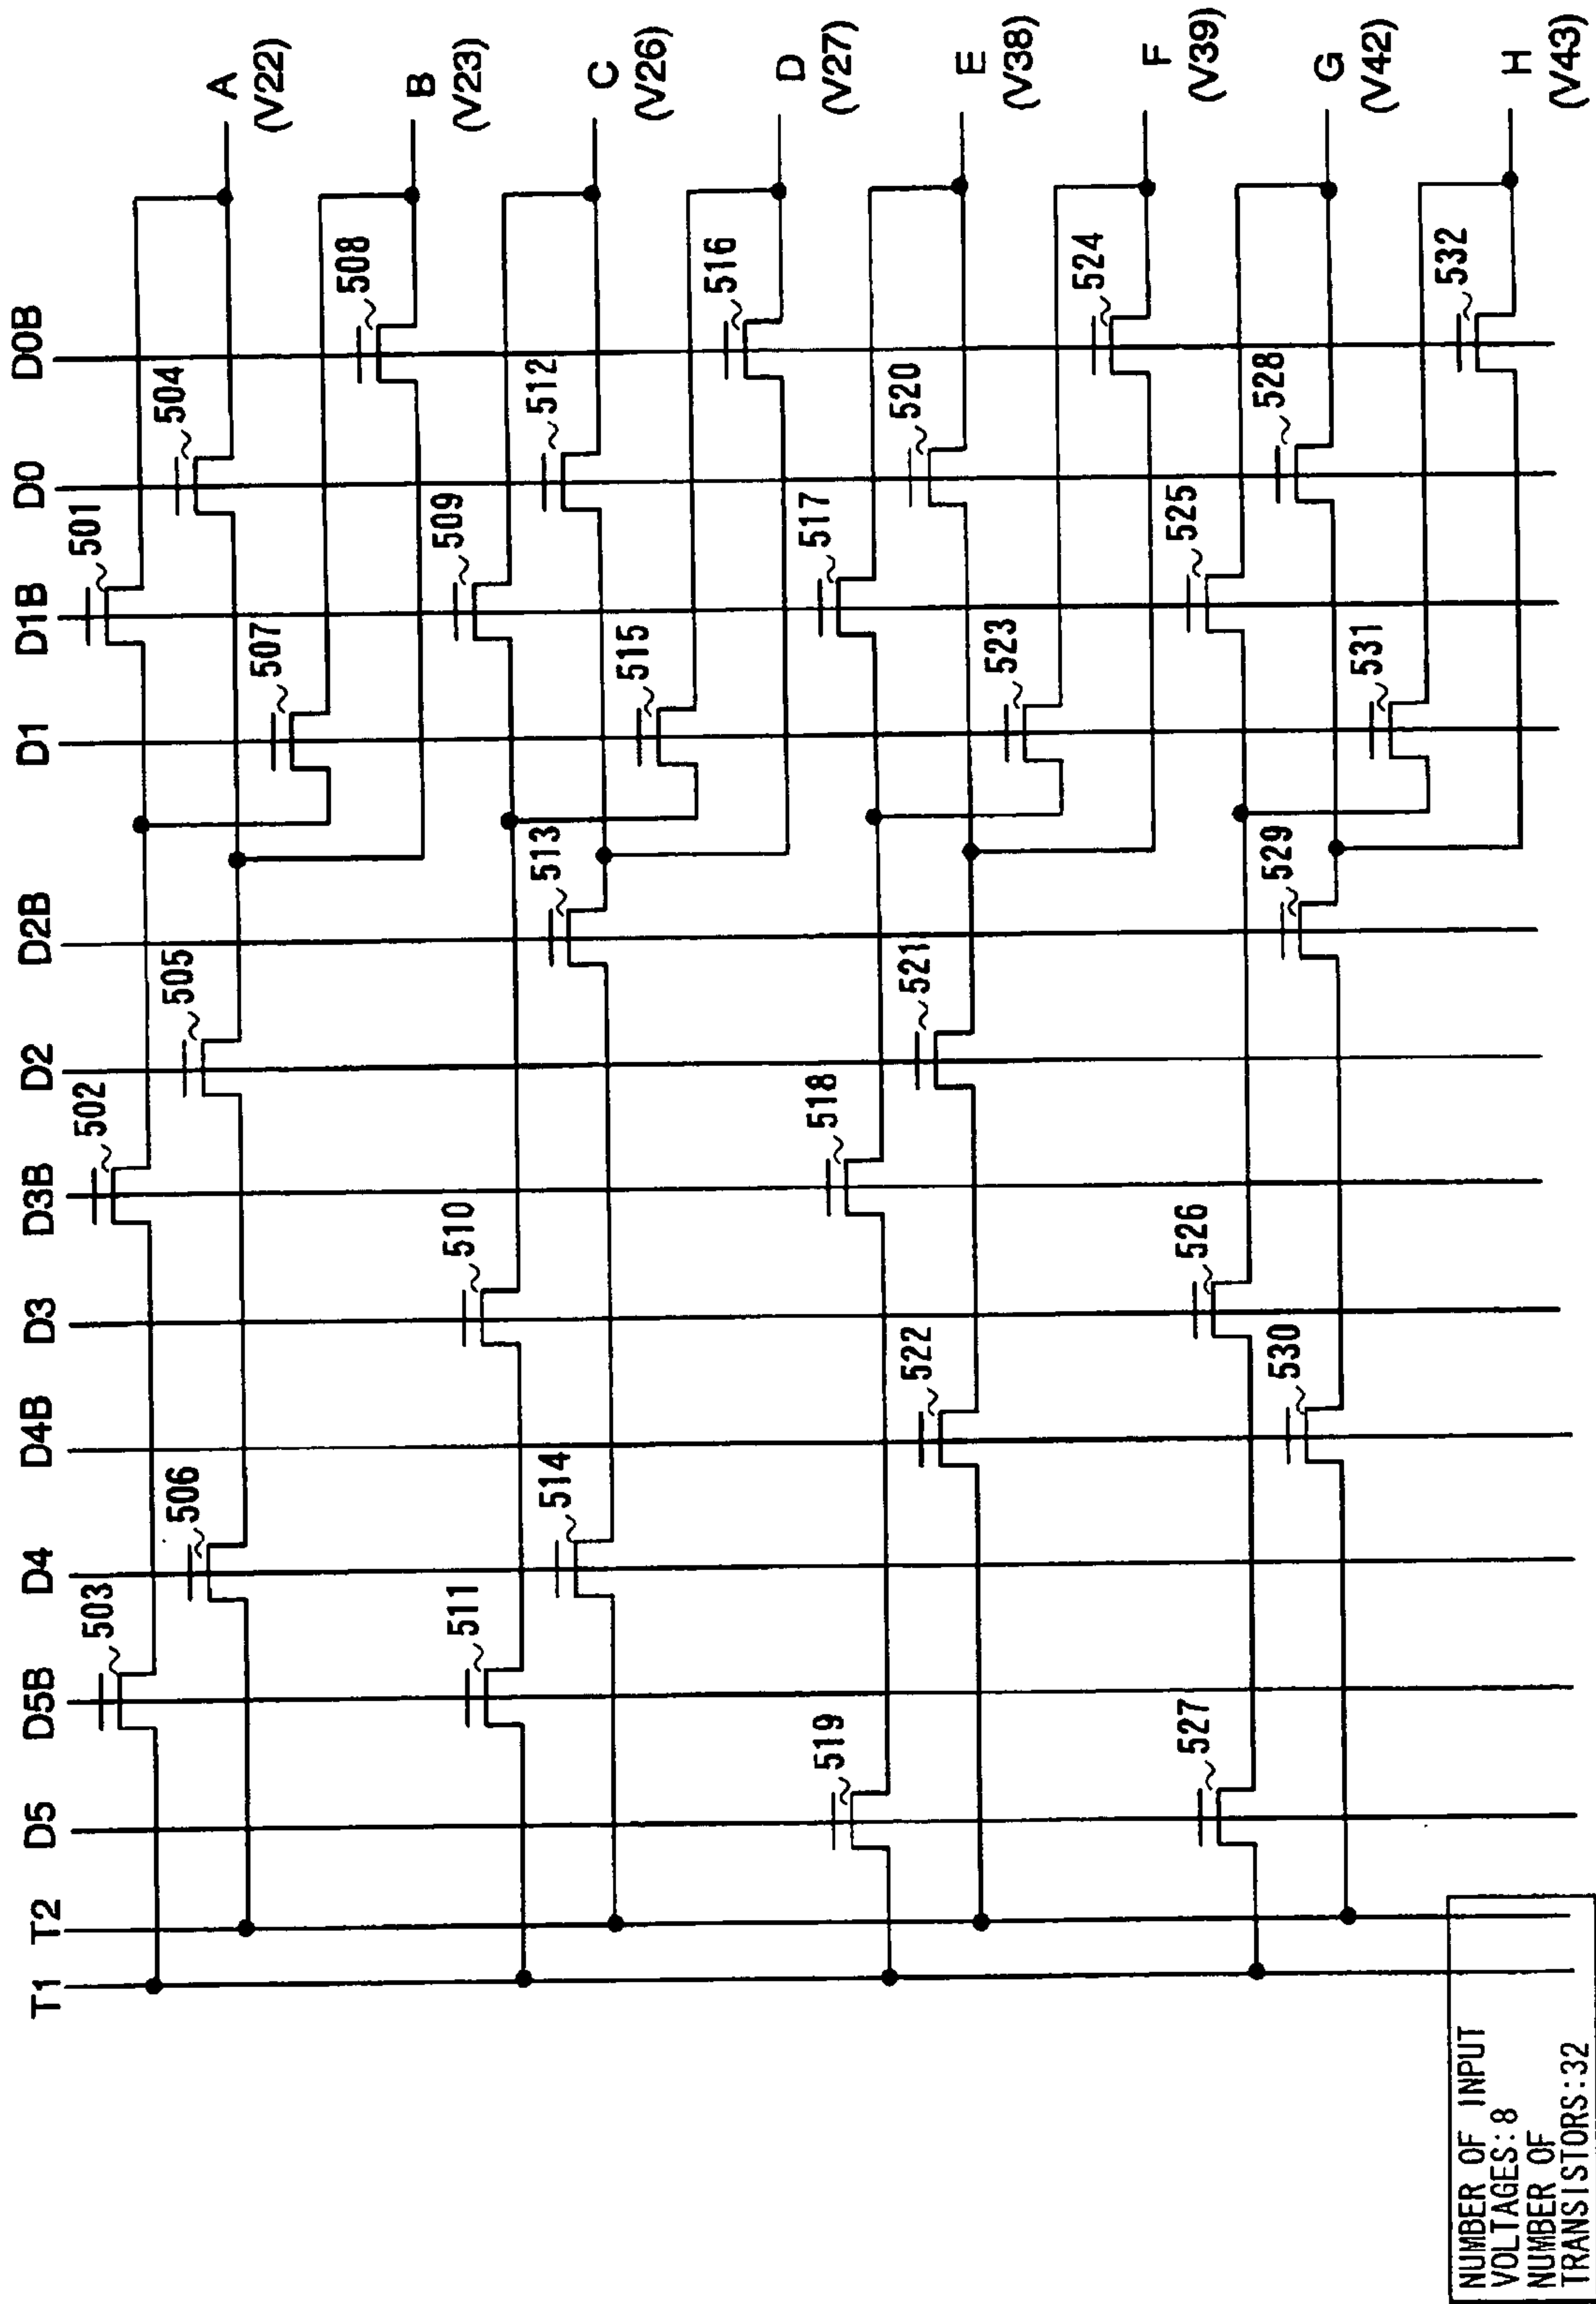 T1 T2 D5 D5B D4 D4B D3 D3B D2 D2B D1 D1B D0 D0B
501
502
503
A
(V22)
504
505
506
507
508
B
(V23)
509
510
511
C
(V26)
512
513
514
515
516
D
(V27)
517
518
519
E
(V38)
520
521
522
523
524
F
(V39)
525
526
527
G
(V42)
528
529
530
531
532
H
(V43)
NUMBER OF INPUT
VOLTAGES:8
NUMBER OF
TRANSISTORS:32